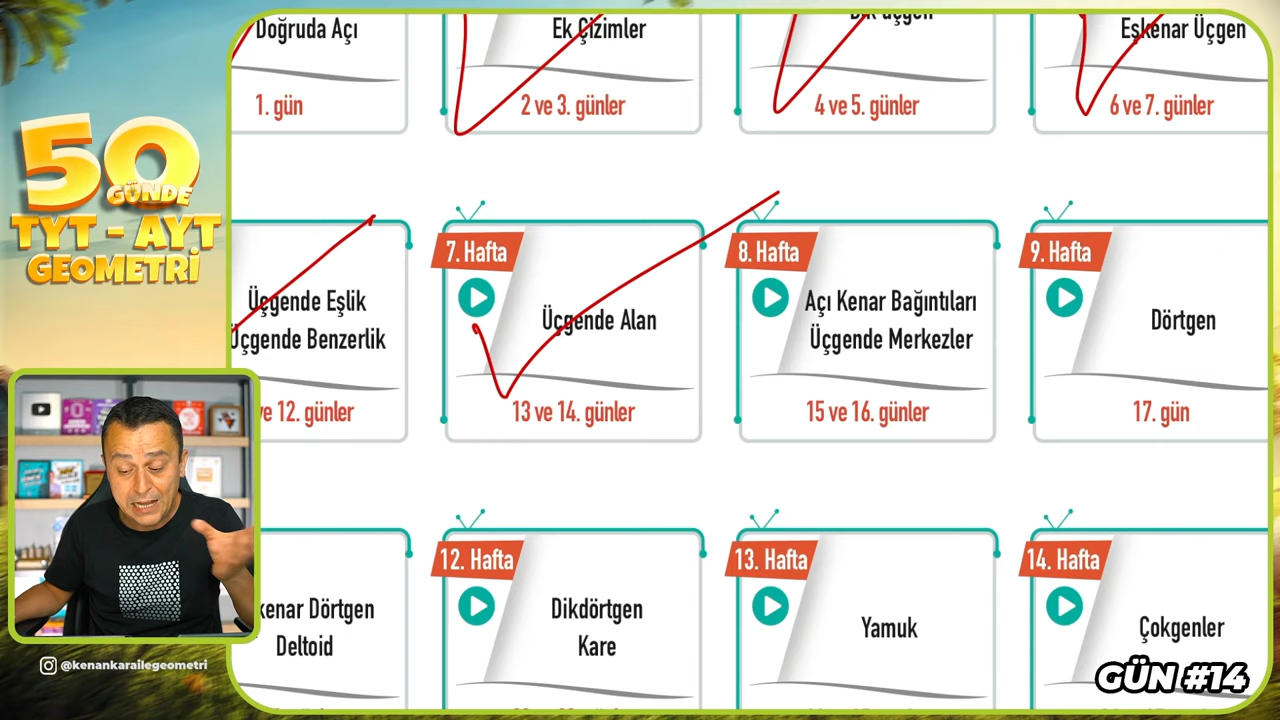 50
GÜNDE
TYT - AYT
GEOMETRİ
Doğruda Açı
1. gün
Ek Çizimler
2 ve 3. günler
4 ve 5. günler
Eşkenar Üçgen
6 ve 7. günler
Üçgende Eşlik
Üçgende Benzerlik
ve 12. günler
7. Hafta
Üçgende Alan
13 ve 14. günler
8. Hafta
Açı Kenar Bağıntıları
Üçgende Merkezler
15 ve 16. günler
9. Hafta
Dörtgen
17. gün
kenar Dörtgen
Deltoid
12. Hafta
Dikdörtgen
Kare
13. Hafta
Yamuk
14. Hafta
Çokgenler
@kenankarailegeometri
GÜN #14